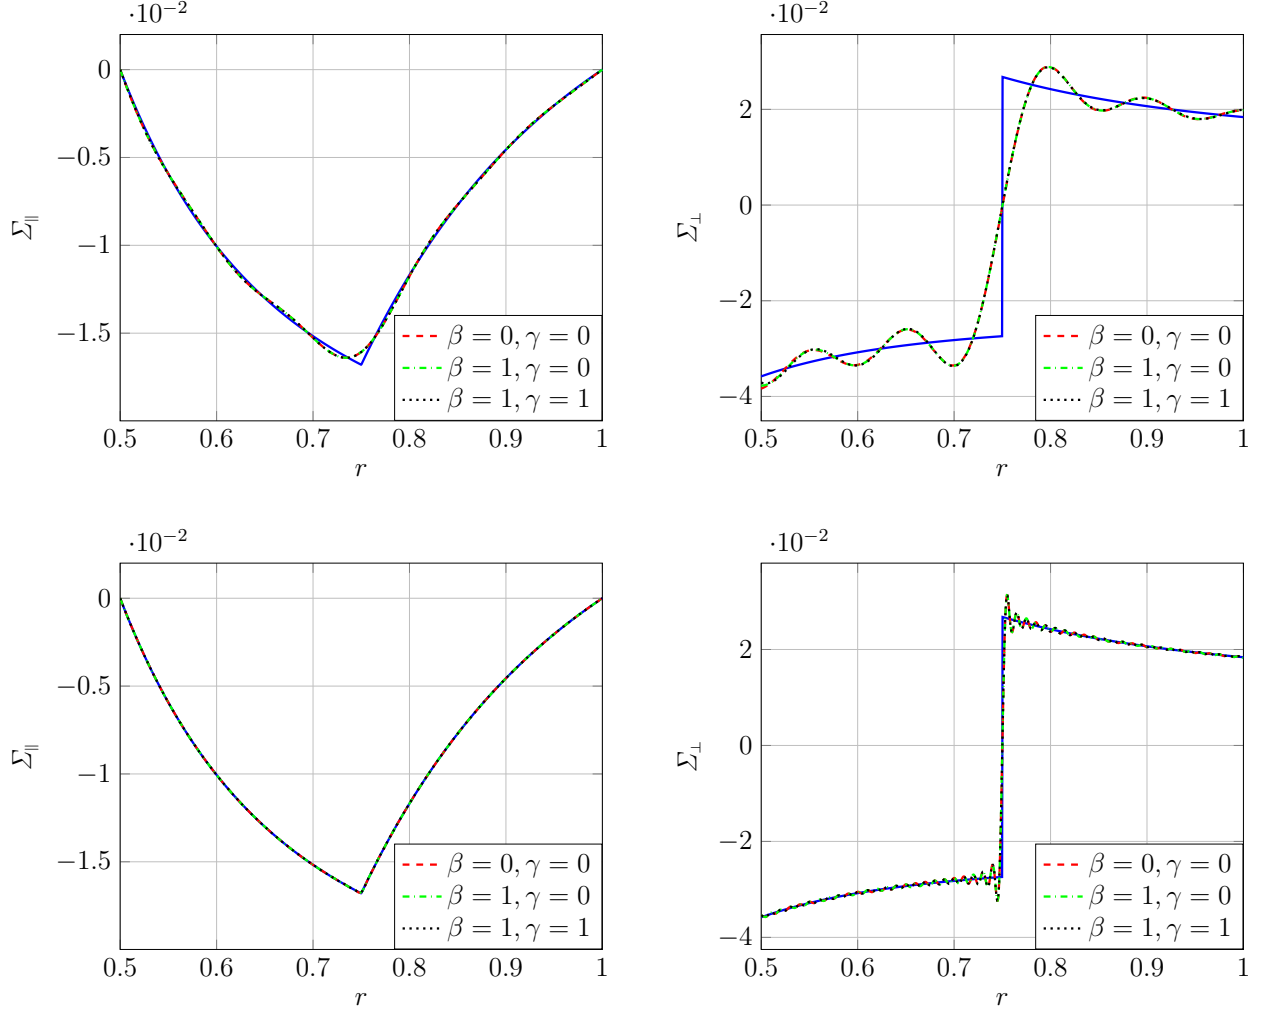 ·10⁻² ·10⁻²
0
−0.5
−1
−1.5
Σ∥
0.5 0.6 0.7 0.8 0.9 1
r
β = 0, γ = 0
β = 1, γ = 0
β = 1, γ = 1
2
0
−2
−4
Σ⊥
0.5 0.6 0.7 0.8 0.9 1
r
β = 0, γ = 0
β = 1, γ = 0
β = 1, γ = 1
·10⁻² ·10⁻²
0
−0.5
−1
−1.5
Σ∥
0.5 0.6 0.7 0.8 0.9 1
r
β = 0, γ = 0
β = 1, γ = 0
β = 1, γ = 1
2
0
−2
−4
Σ⊥
0.5 0.6 0.7 0.8 0.9 1
r
β = 0, γ = 0
β = 1, γ = 0
β = 1, γ = 1